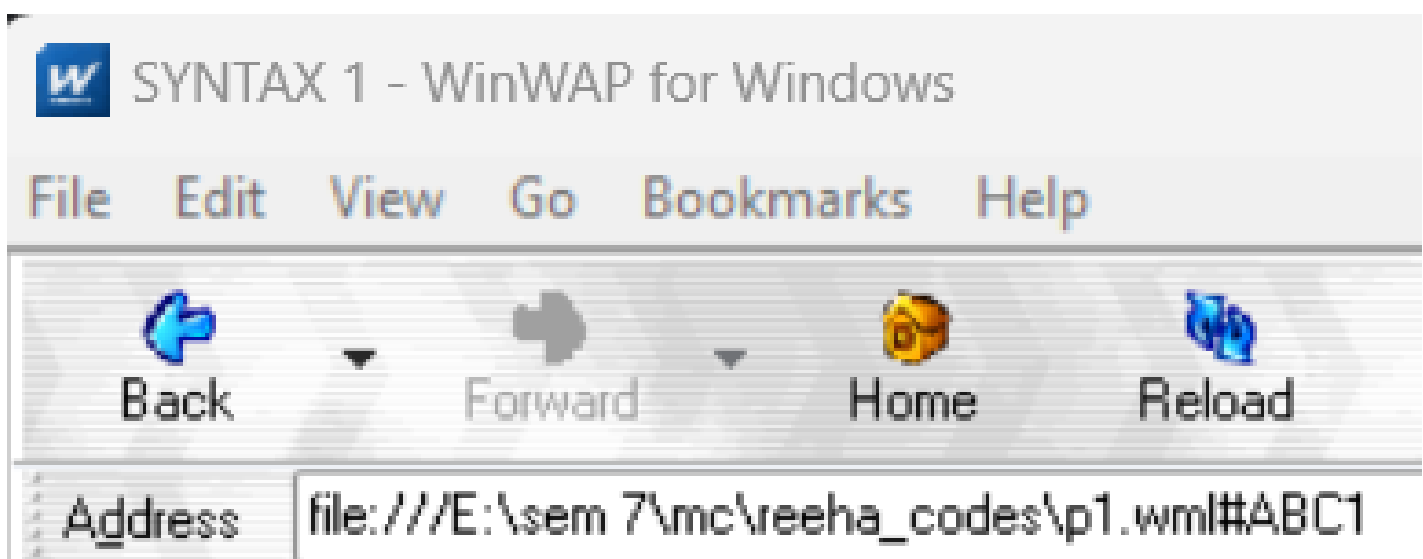 SYNTAX 1 - WinWAP for Windows
File Edit View Go Bookmarks Help
Back Forward Home Reload
Address file:///E:\sem 7\mc\reeha_codes\p1.wml#ABC1